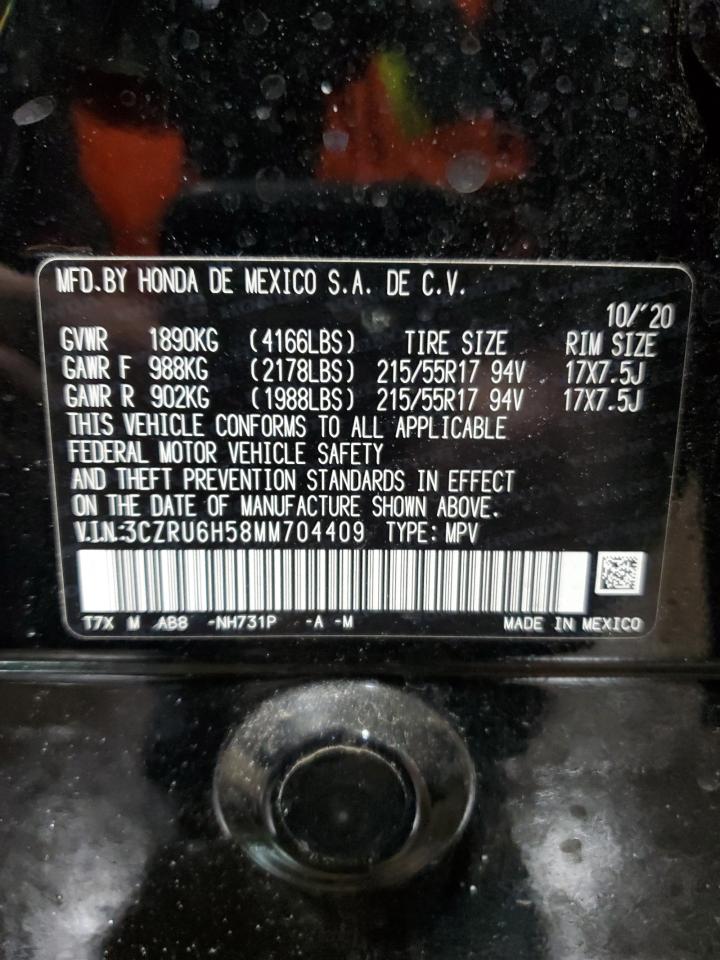 MFD.BY HONDA DE MEXICO S.A. DE C.V.
10/'20
GVWR 1890KG (4166LBS) TIRE SIZE RIM SIZE
GAWR F 988KG (2178LBS) 215/55R17 94V 17X7.5J
GAWR R 902KG (1988LBS) 215/55R17 94V 17X7.5J
THIS VEHICLE CONFORMS TO ALL APPLICABLE
FEDERAL MOTOR VEHICLE SAFETY
AND THEFT PREVENTION STANDARDS IN EFFECT
ON THE DATE OF MANUFACTURE SHOWN ABOVE.
V.I.N:3CZRU6H58MM704409 TYPE: MPV
T7X M AB8 -NH731P -A -M MADE IN MEXICO